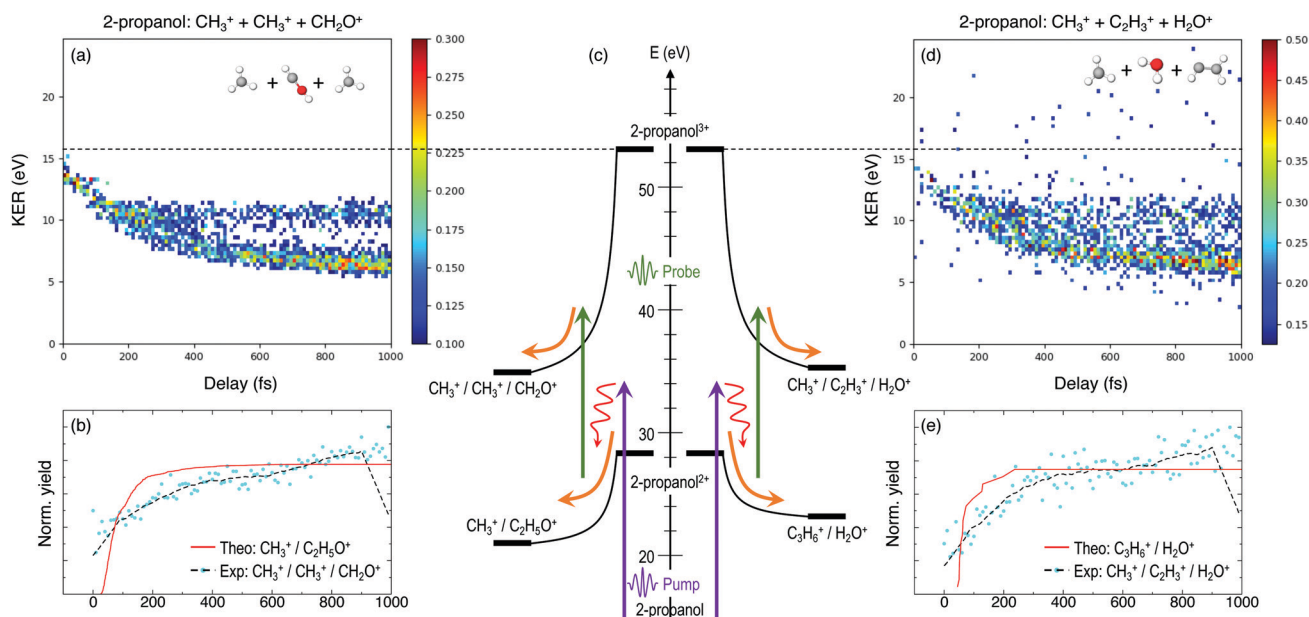 2-propanol: CH₃⁺ + CH₃⁺ + CH₂O⁺
(a)
+ +
KER (eV)
20
15
10
5
0
0 200 400 600 800 1000
Delay (fs)
0.300
0.275
0.250
0.225
0.200
0.175
0.150
0.125
0.100
(b)
Norm. yield
Theo: CH₃⁺ / C₂H₅O⁺
Exp: CH₃⁺ / CH₃⁺ / CH₂O⁺
0 200 400 600 800 1000
(c)
E (eV)
2-propanol³⁺
50
Probe
40
CH₃⁺ / CH₃⁺ / CH₂O⁺
CH₃⁺ / C₂H₃⁺ / H₂O⁺
30
2-propanol²⁺
CH₃⁺ / C₂H₅O⁺
C₃H₆⁺ / H₂O⁺
20
Pump
2-propanol
2-propanol: CH₃⁺ + C₂H₃⁺ + H₂O⁺
(d)
+ +
KER (eV)
20
15
10
5
0
0 200 400 600 800 1000
Delay (fs)
0.50
0.45
0.40
0.35
0.30
0.25
0.20
0.15
(e)
Norm. yield
Theo: C₃H₆⁺ / H₂O⁺
Exp: CH₃⁺ / C₂H₃⁺ / H₂O⁺
0 200 400 600 800 1000